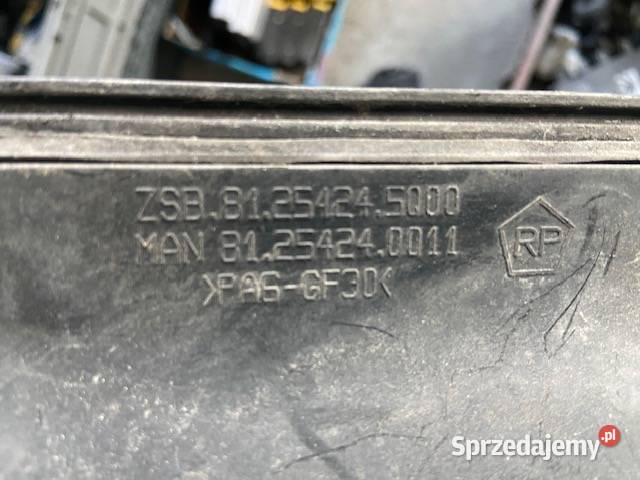 ZSB.81.25424.5000
MAN 81.25424.0011
RP
>PA6-GF30<
Sprzedajemy.pl